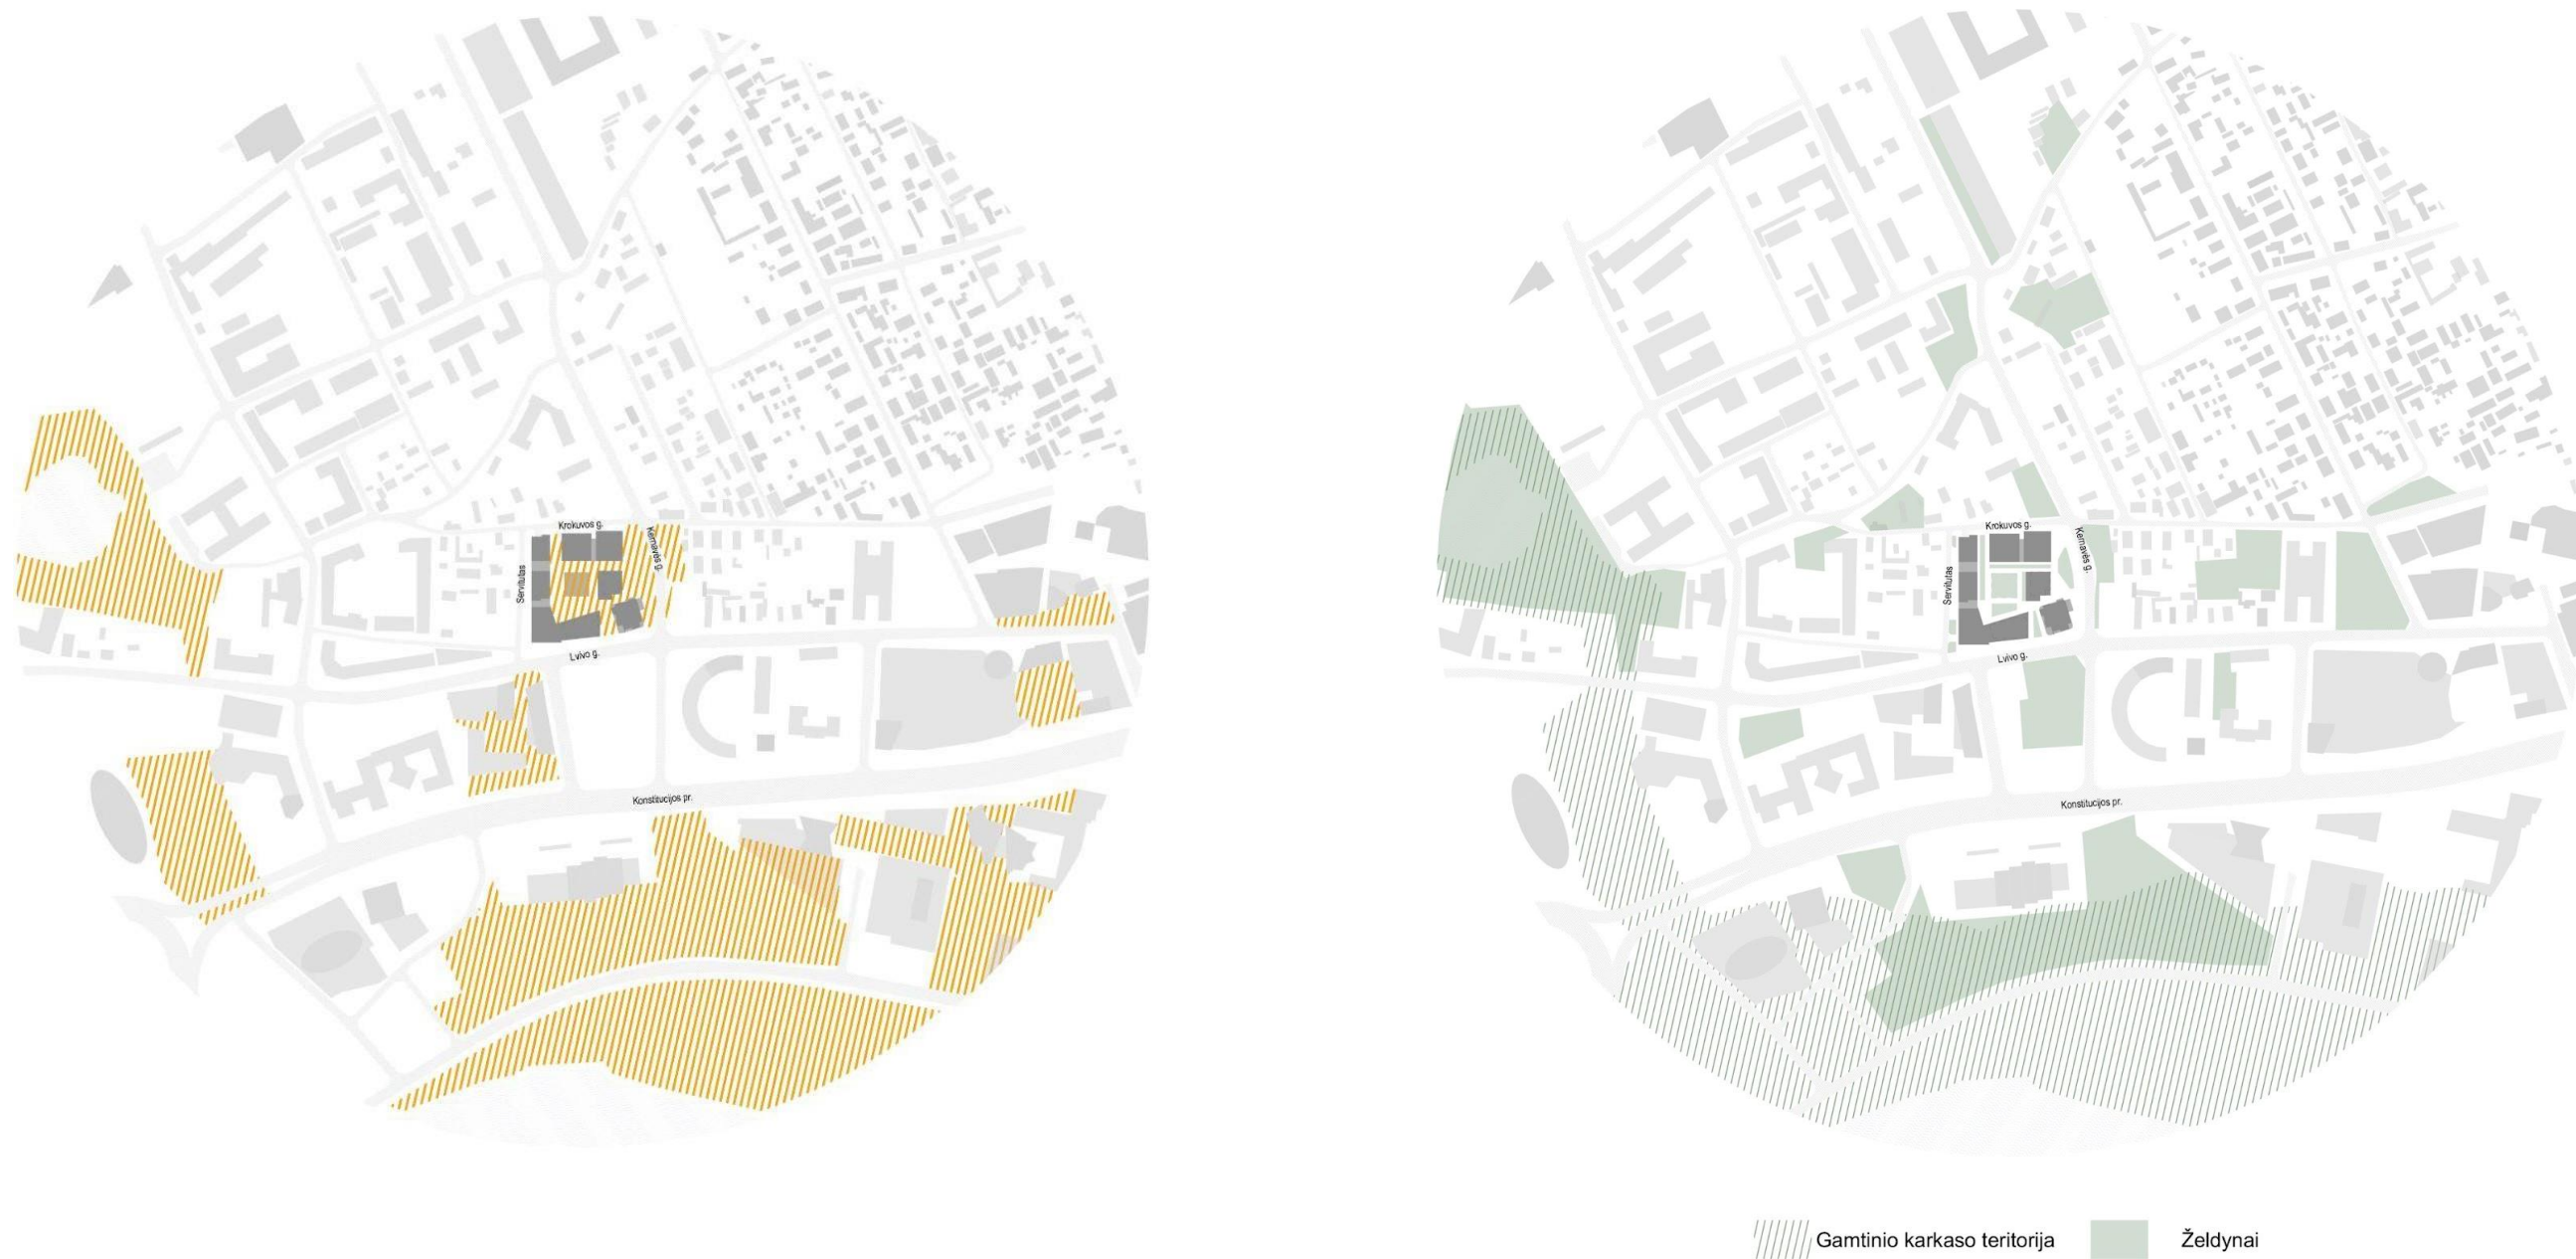 Krokuvos g.
Kernavės g.
Servitutas
Lvivo g.
Konstitucijos pr.
Krokuvos g.
Kernavės g.
Servitutas
Lvivo g.
Konstitucijos pr.
Gamtinio karkaso teritorija
Želdynai